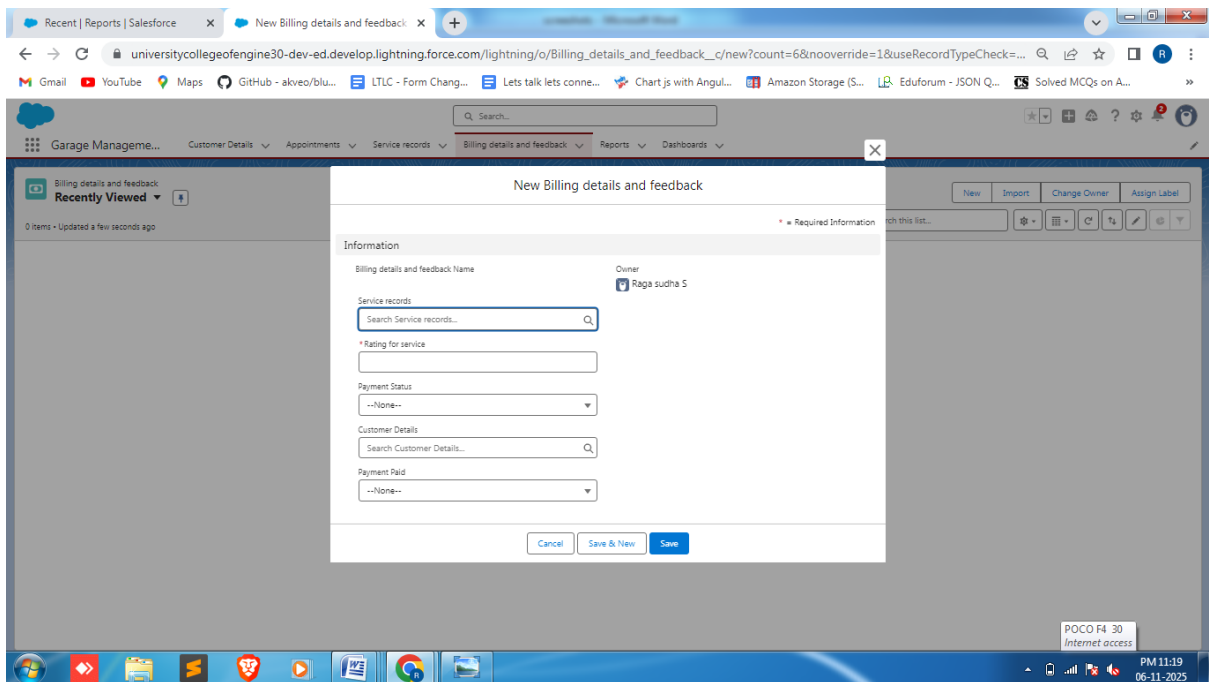 Recent | Reports | Salesforce
New Billing details and feedback
universitycollegeofengine30-dev-ed.develop.lightning.force.com/lightning/o/Billing_details_and_feedback__c/new?count=6&nooverride=1&useRecordTypeCheck=...
R
Gmail YouTube Maps GitHub - akveo/blu... LTLC - Form Chang... Lets talk lets conne... Chart js with Angul... Amazon Storage (S... Eduforum - JSON Q... CS Solved MCQs on A... »
Search...
2
Garage Manageme... Customer Details Appointments Service records Billing details and feedback Reports Dashboards
Billing details and feedback
Recently Viewed
New Import Change Owner Assign Label
0 items • Updated a few seconds ago
rch this list...
New Billing details and feedback
* = Required Information
Information
Billing details and feedback Name
Owner
Raga sudha S
Service records
Search Service records...
* Rating for service
Payment Status
--None--
Customer Details
Search Customer Details...
Payment Paid
--None--
Cancel Save & New Save
POCO F4 30
Internet access
PM 11:19
06-11-2025